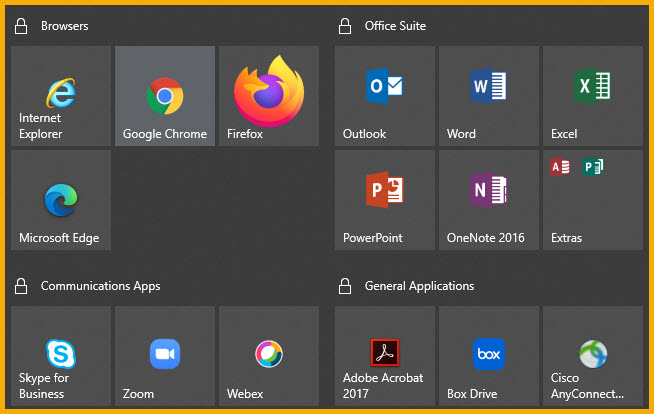 Browsers
Office Suite
Internet
Explorer
Google Chrome
Firefox
Outlook
Word
Excel
Microsoft Edge
PowerPoint
OneNote 2016
Extras
Communications Apps
General Applications
Skype for
Business
Zoom
Webex
Adobe Acrobat
2017
box
Box Drive
Cisco
AnyConnect...